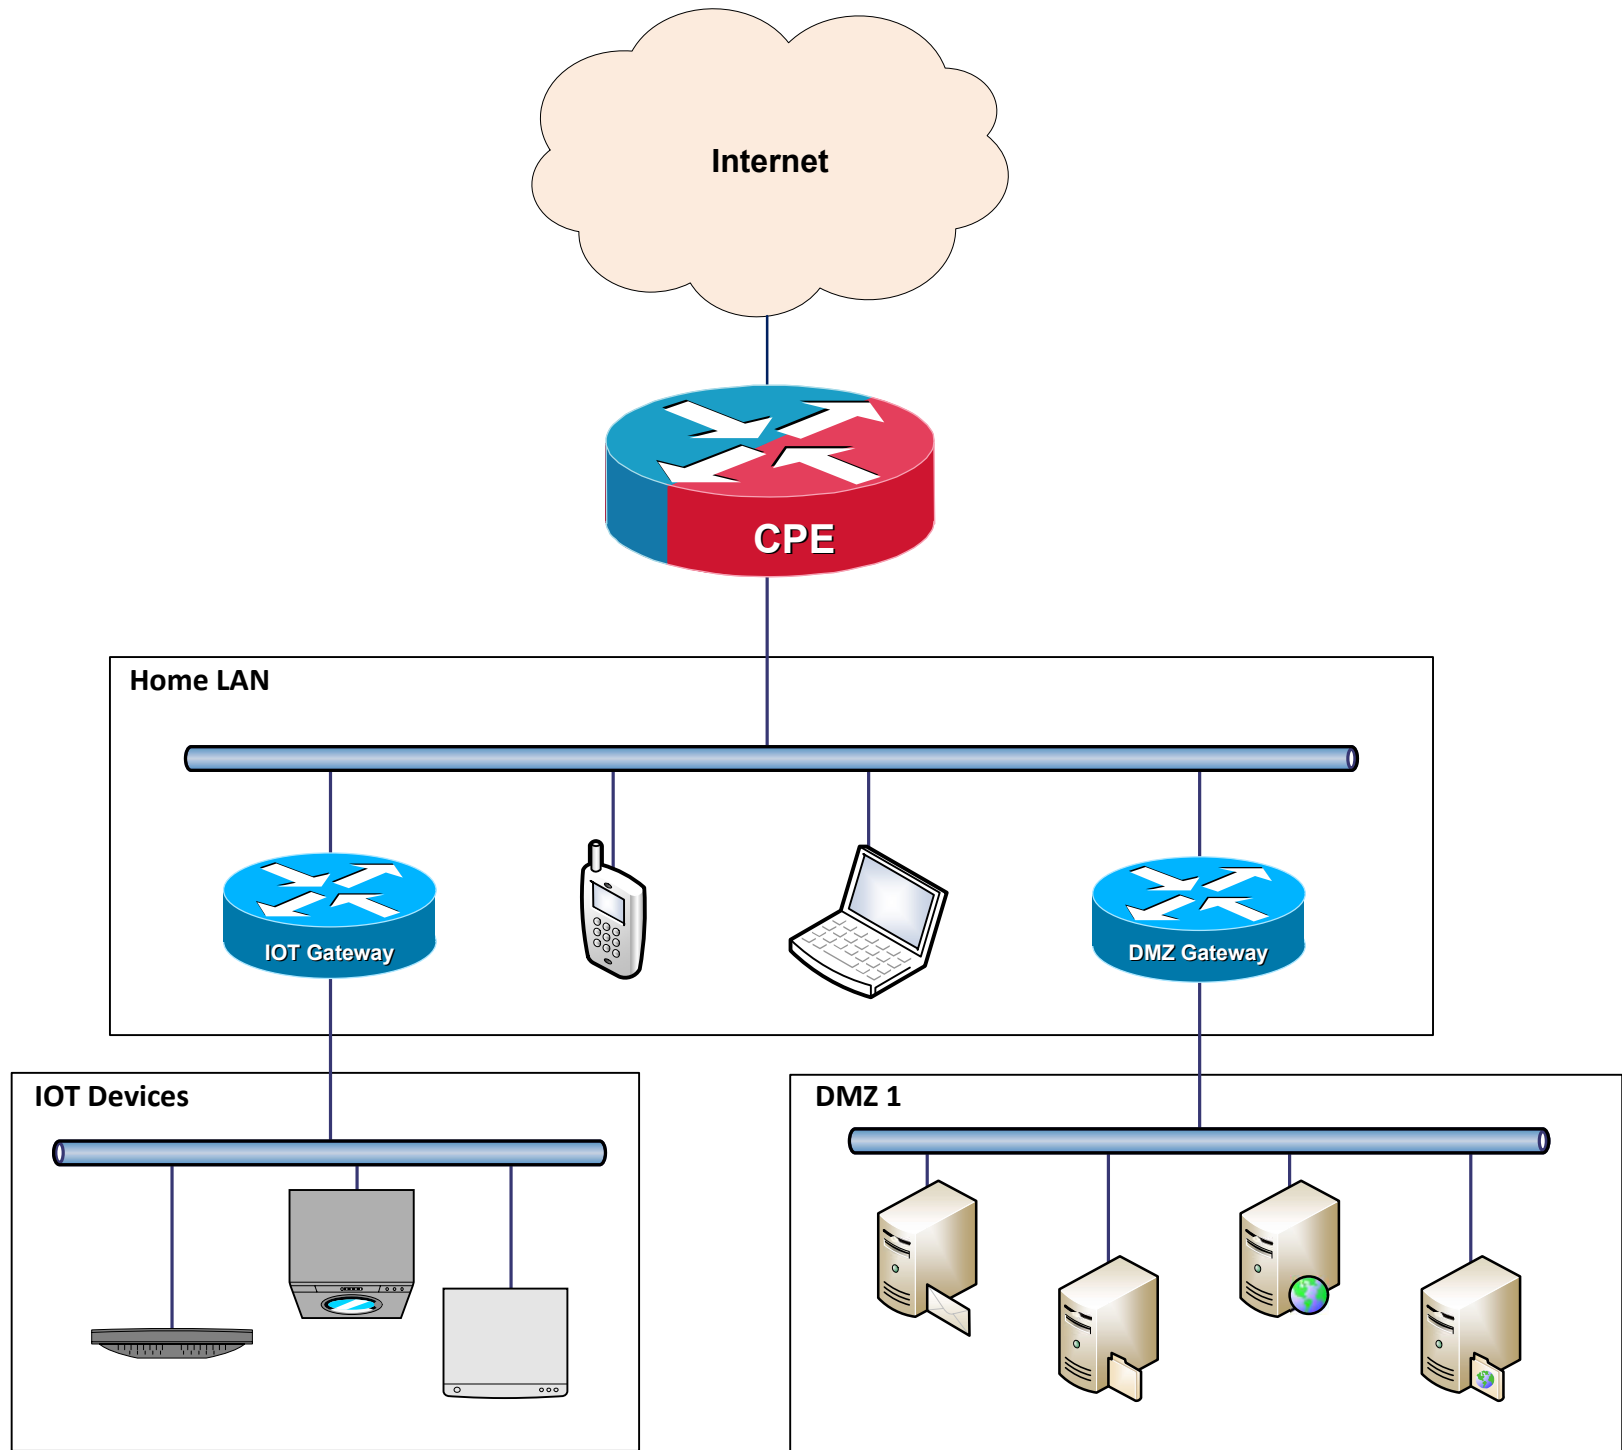 Internet
CPE
Home LAN
IOT Gateway
DMZ Gateway
IOT Devices
DMZ 1